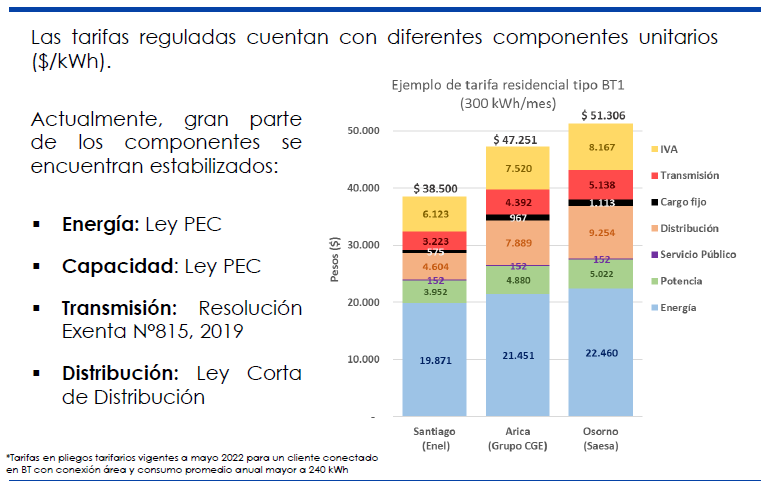 Las tarifas reguladas cuentan con diferentes componentes unitarios
($/kWh).
Actualmente, gran parte
de los componentes se
encuentran estabilizados:
▪ Energía: Ley PEC
▪ Capacidad: Ley PEC
▪ Transmisión: Resolución
Exenta N°815, 2019
▪ Distribución: Ley Corta
de Distribución
Ejemplo de tarifa residencial tipo BT1
(300 kWh/mes)
Pesos ($)
50.000
40.000
30.000
20.000
10.000
-
$ 38.500
6.123
3.223
575
4.604
152
3.952
19.871
Santiago
(Enel)
$ 47.251
7.520
4.392
967
7.889
152
4.880
21.451
Arica
(Grupo CGE)
$ 51.306
8.167
5.138
1.113
9.254
152
5.022
22.460
Osorno
(Saesa)
IVA
Transmisión
Cargo fijo
Distribución
Servicio Público
Potencia
Energía
*Tarifas en pliegos tarifarios vigentes a mayo 2022 para un cliente conectado
en BT con conexión área y consumo promedio anual mayor a 240 kWh